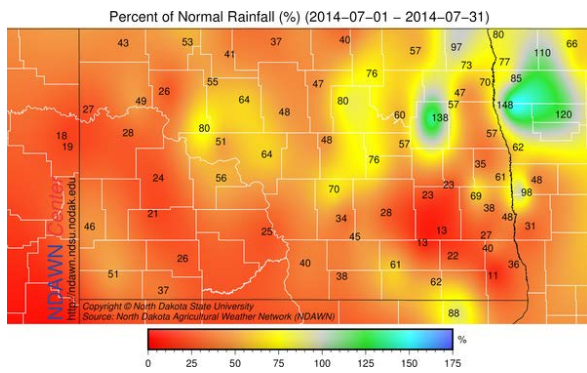 Percent of Normal Rainfall (%) (2014-07-01 - 2014-07-31)
43 53 41 37 40 57 97 80 110 66
73 77
76 85
55 47 70
26 64 80 47 57 148
27 49 48 60 138 120
80
18 28 51 48 57 57 62
19 64 76 35
24 56 23 61 48
70 23 69 98
21 34 28 38 48
46 25 45 13 27 31
13 40
26 40 22 36
51 38 61 11
37 62
88
NDAWN Center
http://ndawn.ndsu.nodak.edu
Copyright © North Dakota State University
Source: North Dakota Agricultural Weather Network (NDAWN)
%
0 25 50 75 100 125 150 175